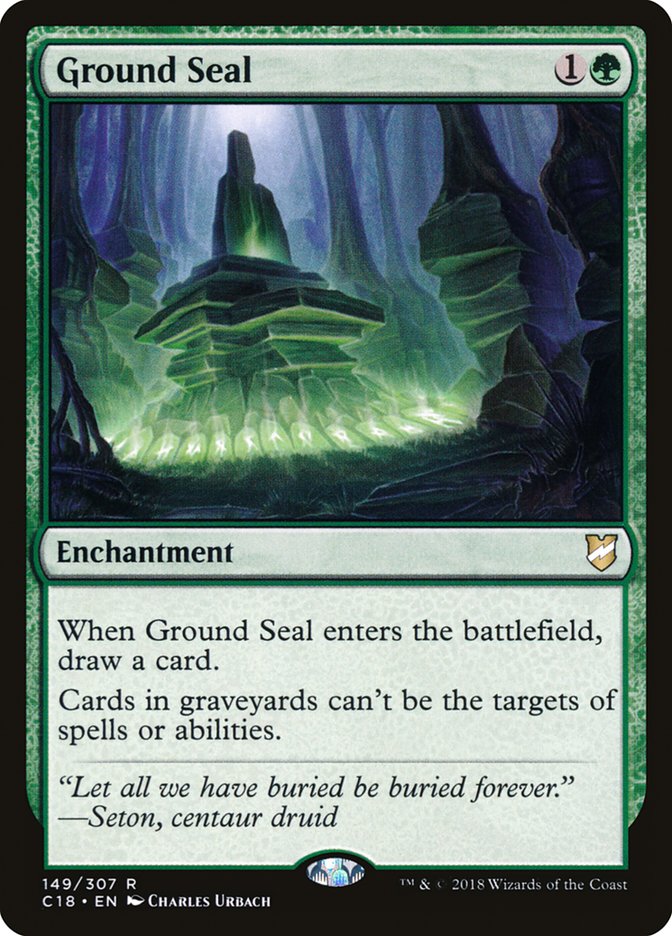 Ground Seal 1
Enchantment
When Ground Seal enters the battlefield,
draw a card.
Cards in graveyards can't be the targets of
spells or abilities.
“Let all we have buried be buried forever.”
—Seton, centaur druid
149/307 R
C18 • EN Charles Urbach
™ & © 2018 Wizards of the Coast